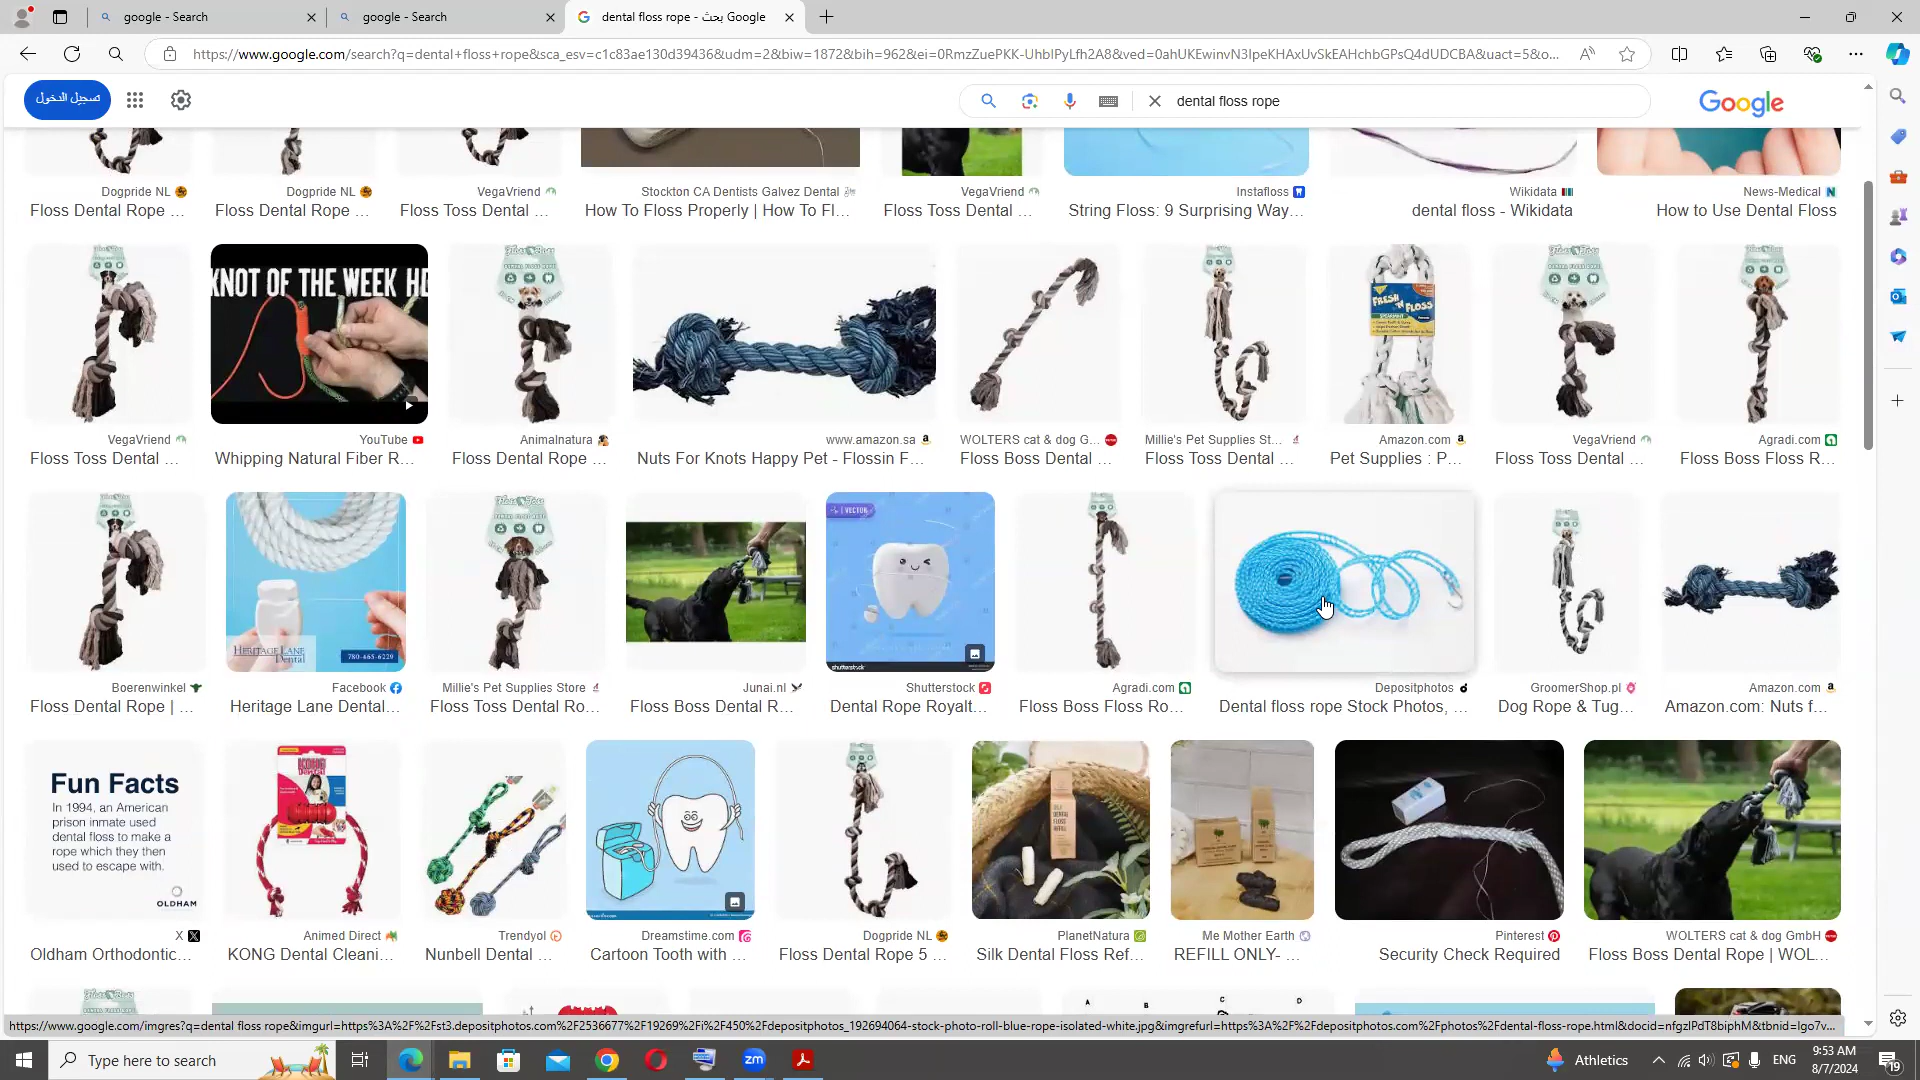 google - Search
google - Search
dental floss rope - بحث Google
https://www.google.com/search?q=dental+floss+rope&sca_esv=c1c83ae130d39436&udm=2&biw=1872&bih=962&ei=0RmzZuePKK-UhbIPyLfh2A8&ved=0ahUKEwinvN3IpeKHAxUvSkEAHchbGPsQ4dUDCBA&uact=5&o...
تسجيل الدخول
dental floss rope
Google
Dogpride NL
Dogpride NL
VegaVriend
Stockton CA Dentists Galvez Dental
VegaVriend
Instafloss
Wikidata
News-Medical
Floss Dental Rope ...
Floss Dental Rope ...
Floss Toss Dental ...
How To Floss Properly | How To Fl...
Floss Toss Dental ...
String Floss: 9 Surprising Way...
dental floss - Wikidata
How to Use Dental Floss
KNOT OF THE WEEK HD
FRESH 'N FLOSS
SPEARMINT
VegaVriend
YouTube
Animalnatura
www.amazon.sa
WOLTERS cat & dog G...
Millie's Pet Supplies St...
Amazon.com
VegaVriend
Agradi.com
Floss Toss Dental ...
Whipping Natural Fiber R...
Floss Dental Rope ...
Nuts For Knots Happy Pet - Flossin F...
Floss Boss Dental ...
Floss Toss Dental ...
Pet Supplies : P...
Floss Toss Dental ...
Floss Boss Floss R...
VECTOR
HERITAGE LANE
Dental
780-665-6229
shutterstock
Boerenwinkel
Facebook
Millie's Pet Supplies Store
Junai.nl
Shutterstock
Agradi.com
Depositphotos
GroomerShop.pl
Amazon.com
Floss Dental Rope | ...
Heritage Lane Dental...
Floss Toss Dental Ro...
Floss Boss Dental R...
Dental Rope Royalt...
Floss Boss Floss Ro...
Dental floss rope Stock Photos, ...
Dog Rope & Tug...
Amazon.com: Nuts f...
Fun Facts
In 1994, an American
prison inmate used
dental floss to make a
rope which they then
used to escape with.
OLDHAM
KONG
Dental
X
Animed Direct
Trendyol
Dreamstime.com
Dogpride NL
PlanetNatura
Me Mother Earth
Pinterest
WOLTERS cat & dog GmbH
Oldham Orthodontic...
KONG Dental Cleani...
Nunbell Dental ...
Cartoon Tooth with ...
Floss Dental Rope 5 ...
Silk Dental Floss Ref...
REFILL ONLY- ...
Security Check Required
Floss Boss Dental Rope | WOL...
A B C D
https://www.google.com/imgres?q=dental floss rope&imgurl=https%3A%2F%2Fst3.depositphotos.com%2F2536677%2F19269%2Fi%2F450%2Fdepositphotos_192694064-stock-photo-roll-blue-rope-isolated-white.jpg&imgrefurl=https%3A%2F%2Fdepositphotos.com%2Fphotos%2Fdental-floss-rope.html&docid=nfgzlPdT8biphM&tbnid=lgo7v...
Type here to search
zm
Athletics
ENG
9:53 AM
8/7/2024
19